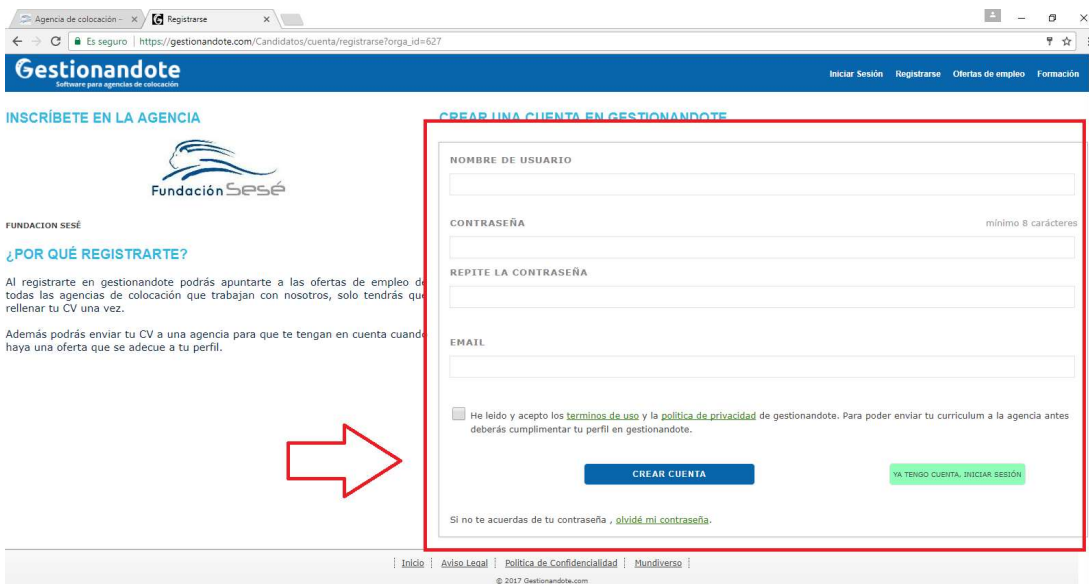 Agencia de colocación –
Registrarse
Es seguro | https://gestionandote.com/Candidatos/cuenta/registrarse?orga_id=627
Gestionandote
Software para agencias de colocación
Iniciar Sesión Registrarse Ofertas de empleo Formación
INSCRÍBETE EN LA AGENCIA
Fundación Sesé
FUNDACION SESÉ
¿POR QUÉ REGISTRARTE?
Al registrarte en gestionandote podrás apuntarte a las ofertas de empleo de
todas las agencias de colocación que trabajan con nosotros, solo tendrás que
rellenar tu CV una vez.
Además podrás enviar tu CV a una agencia para que te tengan en cuenta cuando
haya una oferta que se adecue a tu perfil.
CREAR UNA CUENTA EN GESTIONANDOTE
NOMBRE DE USUARIO
CONTRASEÑA mínimo 8 carácteres
REPITE LA CONTRASEÑA
EMAIL
He leido y acepto los terminos de uso y la politica de privacidad de gestionandote. Para poder enviar tu curriculum a la agencia antes
deberás cumplimentar tu perfil en gestionandote.
CREAR CUENTA
YA TENGO CUENTA, INICIAR SESIÓN
Si no te acuerdas de tu contraseña , olvidé mi contraseña.
Inicio Aviso Legal Política de Confidencialidad Mundiverso
© 2017 Gestionandote.com